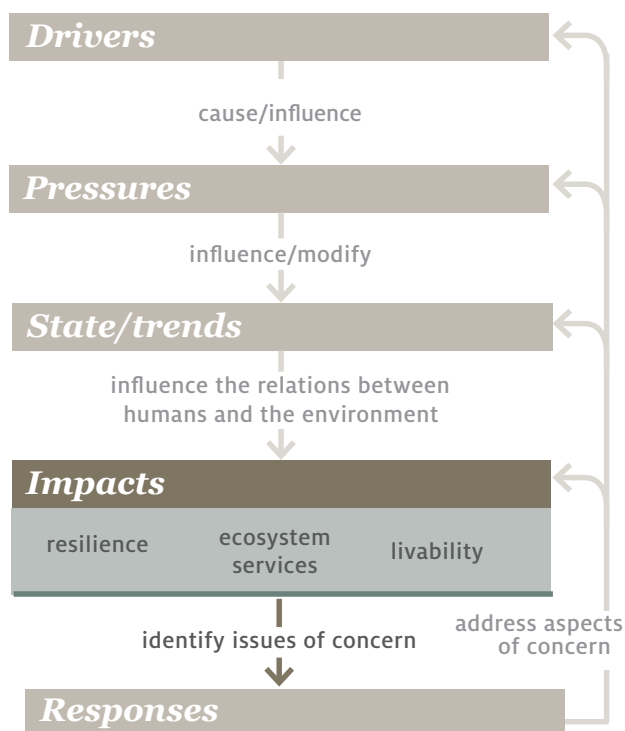 Drivers
cause/influence
Pressures
influence/modify
State/trends
influence the relations between
humans and the environment
Impacts
resilience
ecosystem
services
livability
identify issues of concern
address aspects
of concern
Responses